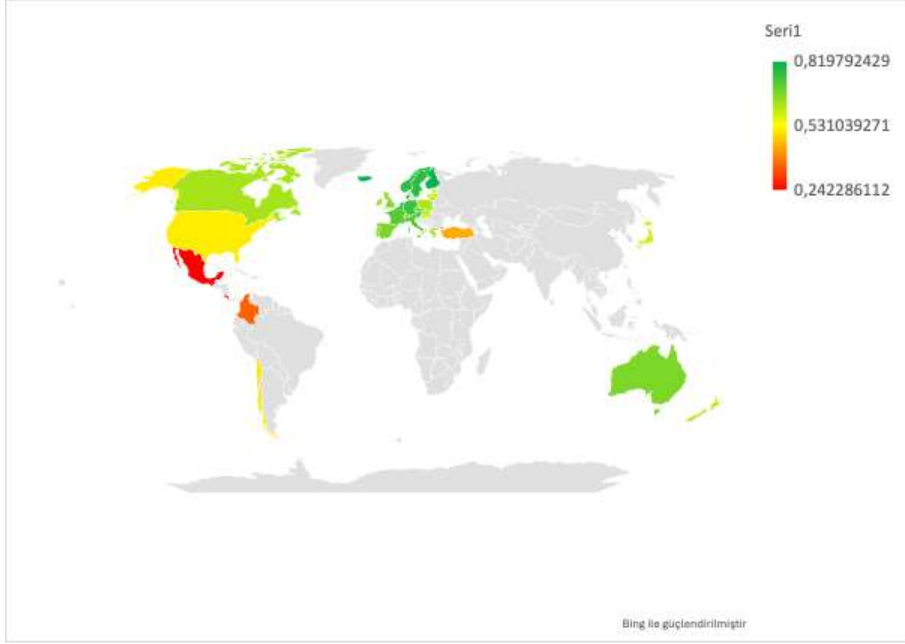 Seri1
0,819792429
0,531039271
0,242286112
Bing ile güçlendirilmiştir